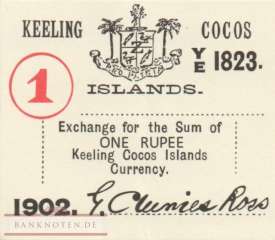 KEELING COCOS
YE 1823.
1
ISLANDS.
Exchange for the Sum of
ONE RUPEE
Keeling Cocos Islands
Currency.
1902. G. Clunies Ross
BANKNOTEN.DE